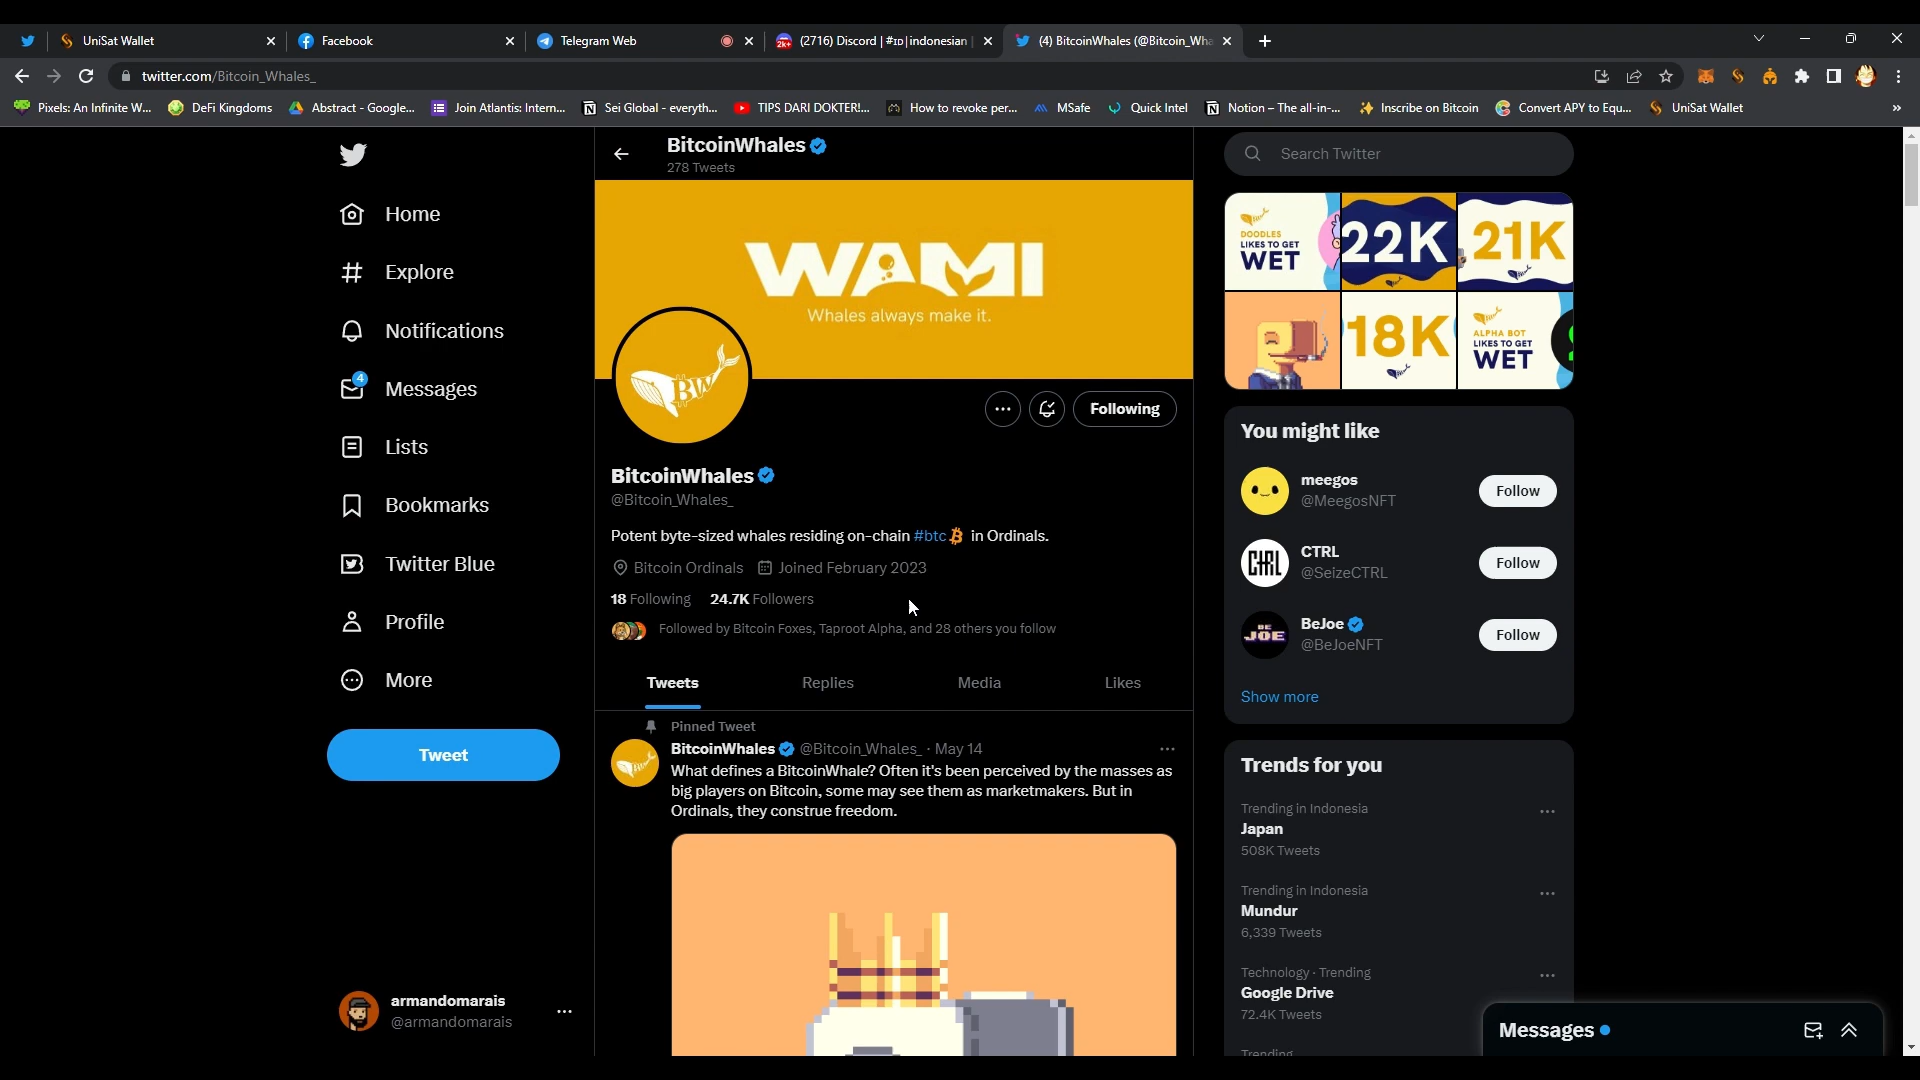 UniSat Wallet
Facebook
Telegram Web
(2716) Discord | #ɪᴅ|indonesian |
(4) BitcoinWhales (@Bitcoin_Wha
twitter.com/Bitcoin_Whales_
Pixels: An Infinite W...
DeFi Kingdoms
Abstract - Google...
Join Atlantis: Intern...
Sei Global - everyth...
TIPS DARI DOKTER!...
How to revoke per...
MSafe
Quick Intel
Notion – The all-in-...
Inscribe on Bitcoin
Convert APY to Equ...
UniSat Wallet
»
Home
Explore
Notifications
4
Messages
Lists
Bookmarks
Twitter Blue
Profile
More
Tweet
armandomarais
@armandomarais
BitcoinWhales
278 Tweets
WAMI
Whales always make it.
BW
Following
BitcoinWhales
@Bitcoin_Whales_
Potent byte-sized whales residing on-chain #btc in Ordinals.
Bitcoin Ordinals Joined February 2023
18 Following 24.7K Followers
Followed by Bitcoin Foxes, Taproot Alpha, and 28 others you follow
Tweets Replies Media Likes
Pinned Tweet
BitcoinWhales @Bitcoin_Whales_ · May 14
What defines a BitcoinWhale? Often it's been perceived by the masses as
big players on Bitcoin, some may see them as marketmakers. But in
Ordinals, they construe freedom.
Search Twitter
DOODLES
LIKES TO GET
WET
22K
21K
18K
ALPHA BOT
LIKES TO GET
WET
You might like
meegos
@MeegosNFT
Follow
CTRL
CTRL
@SeizeCTRL
Follow
BE
JOE
BeJoe
@BeJoeNFT
Follow
Show more
Trends for you
Trending in Indonesia
Japan
508K Tweets
Trending in Indonesia
Mundur
6,339 Tweets
Technology · Trending
Google Drive
72.4K Tweets
Trending
Messages